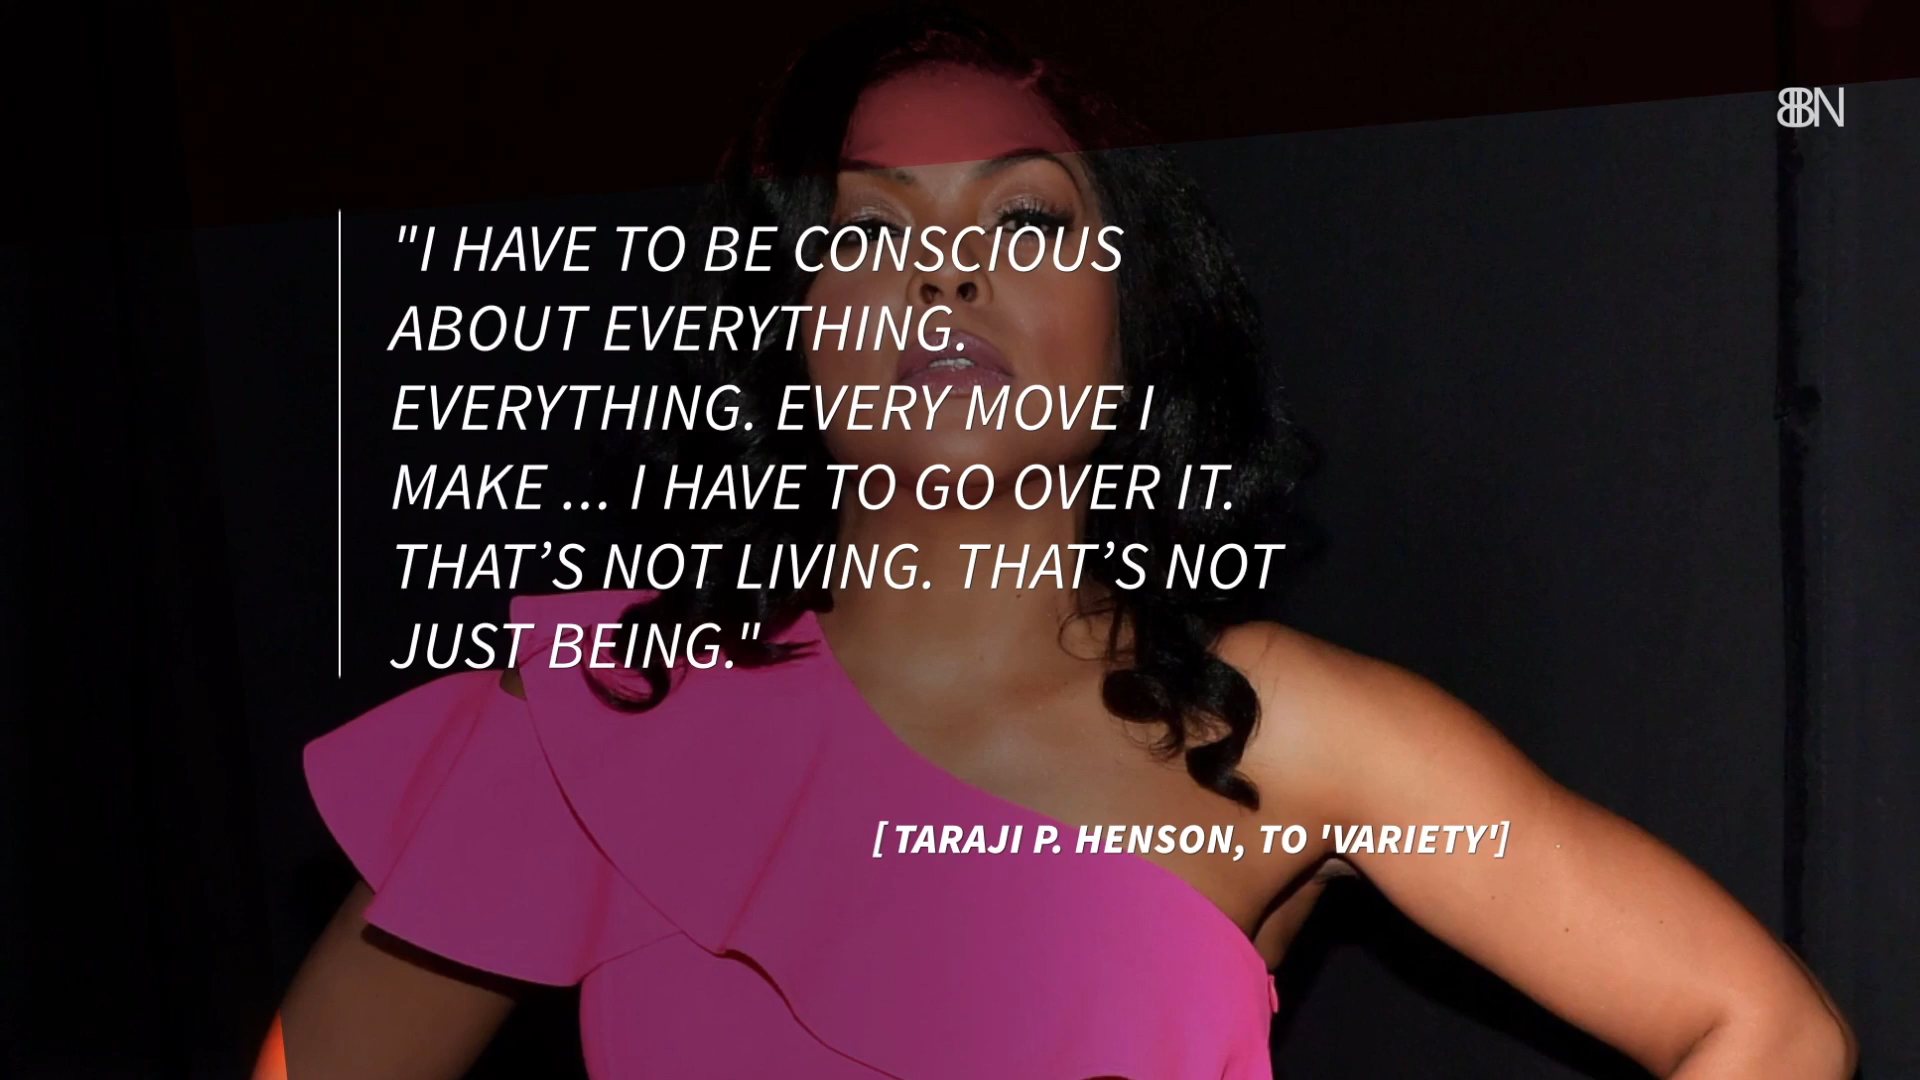 BBN
"I HAVE TO BE CONSCIOUS
ABOUT EVERYTHING.
EVERYTHING. EVERY MOVE I
MAKE ... I HAVE TO GO OVER IT.
THAT’S NOT LIVING. THAT’S NOT
JUST BEING."
[ TARAJI P. HENSON, TO 'VARIETY']